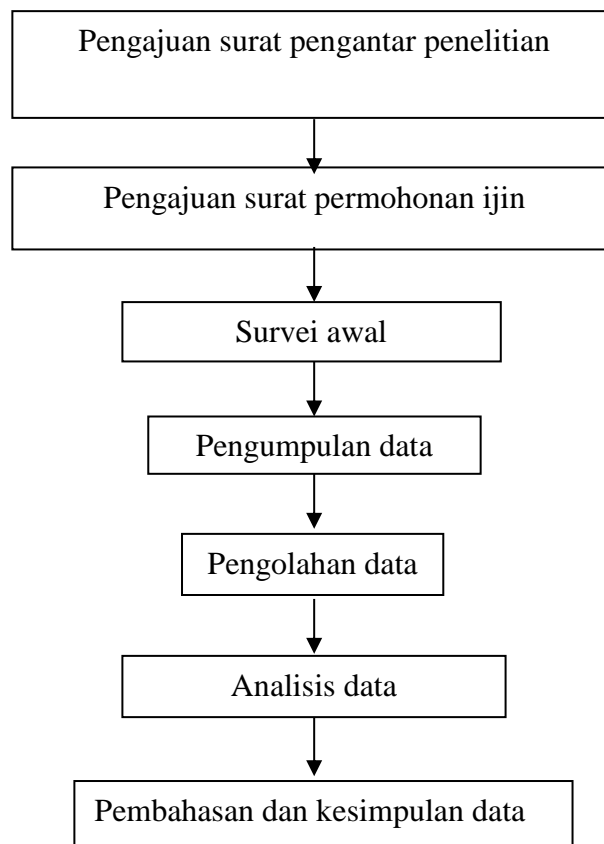 Pengajuan surat pengantar penelitian
Pengajuan surat permohonan ijin
Survei awal
Pengumpulan data
Pengolahan data
Analisis data
Pembahasan dan kesimpulan data